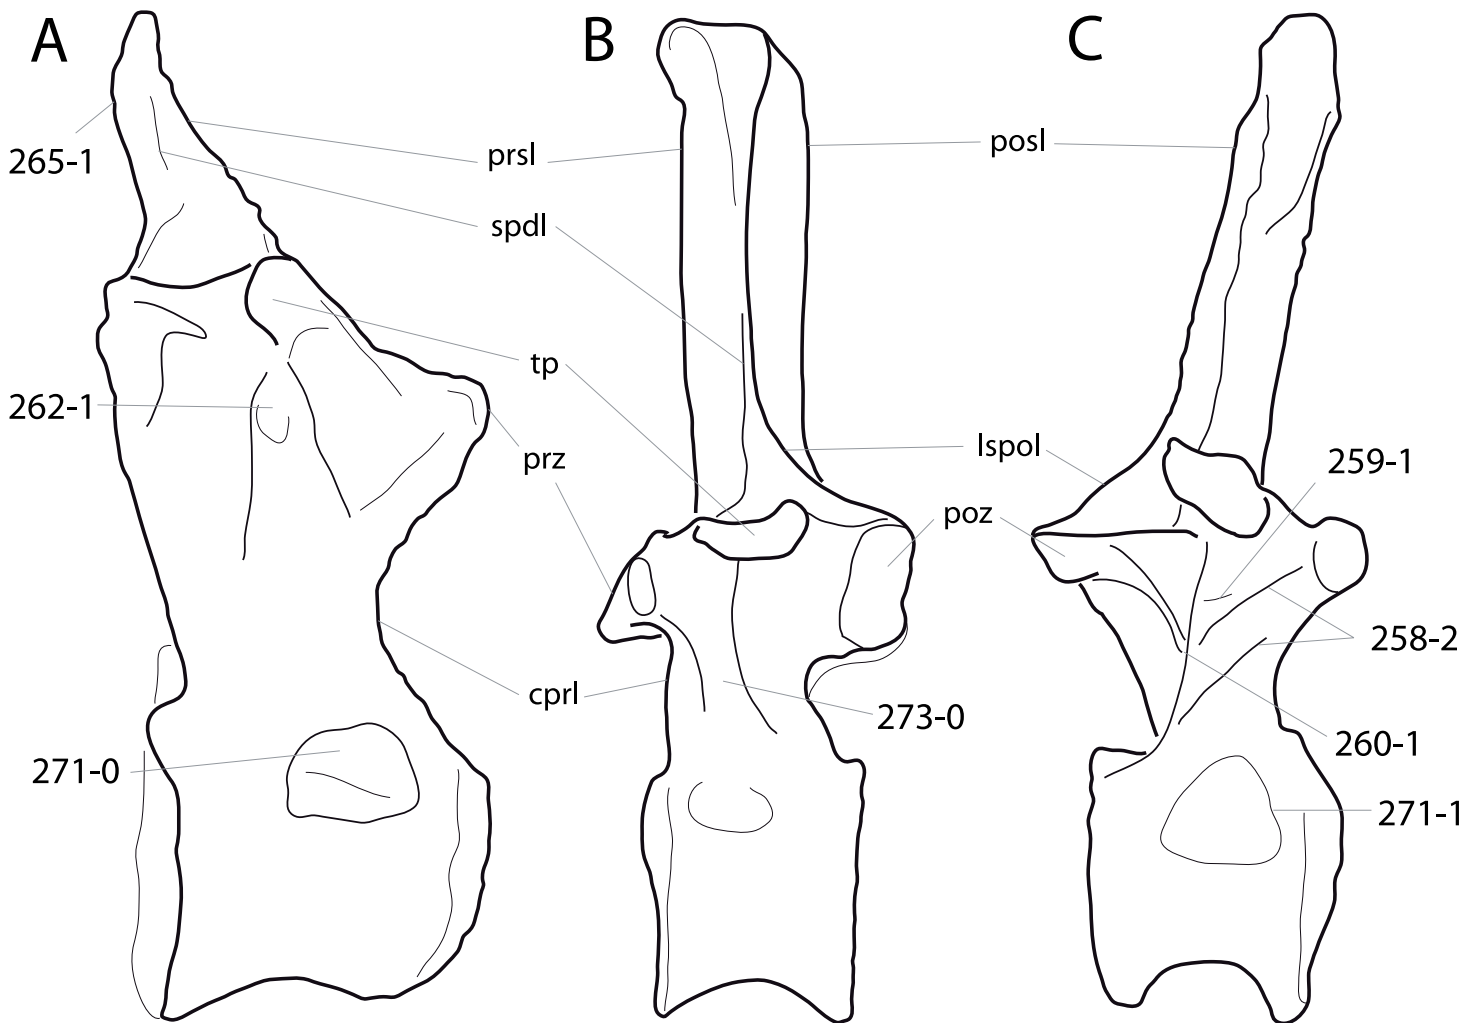 A
B
C
265-1
prsl
posl
spdl
tp
262-1
lspol
prz
259-1
poz
258-2
cprl
273-0
260-1
271-0
271-1